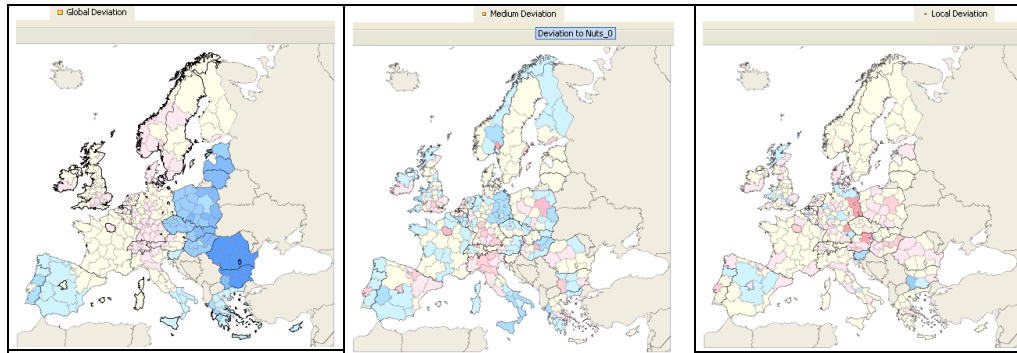 Global Deviation
Medium Deviation
Deviation to Nuts_0
Local Deviation